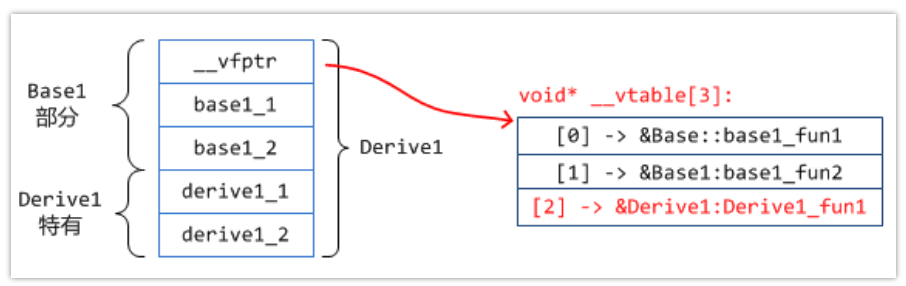 Base1
部分
Derive1
特有
__vfptr
base1_1
base1_2
derive1_1
derive1_2
Derive1
void* __vtable[3]:
[0] -> &Base::base1_fun1
[1] -> &Base1:base1_fun2
[2] -> &Derive1:Derive1_fun1